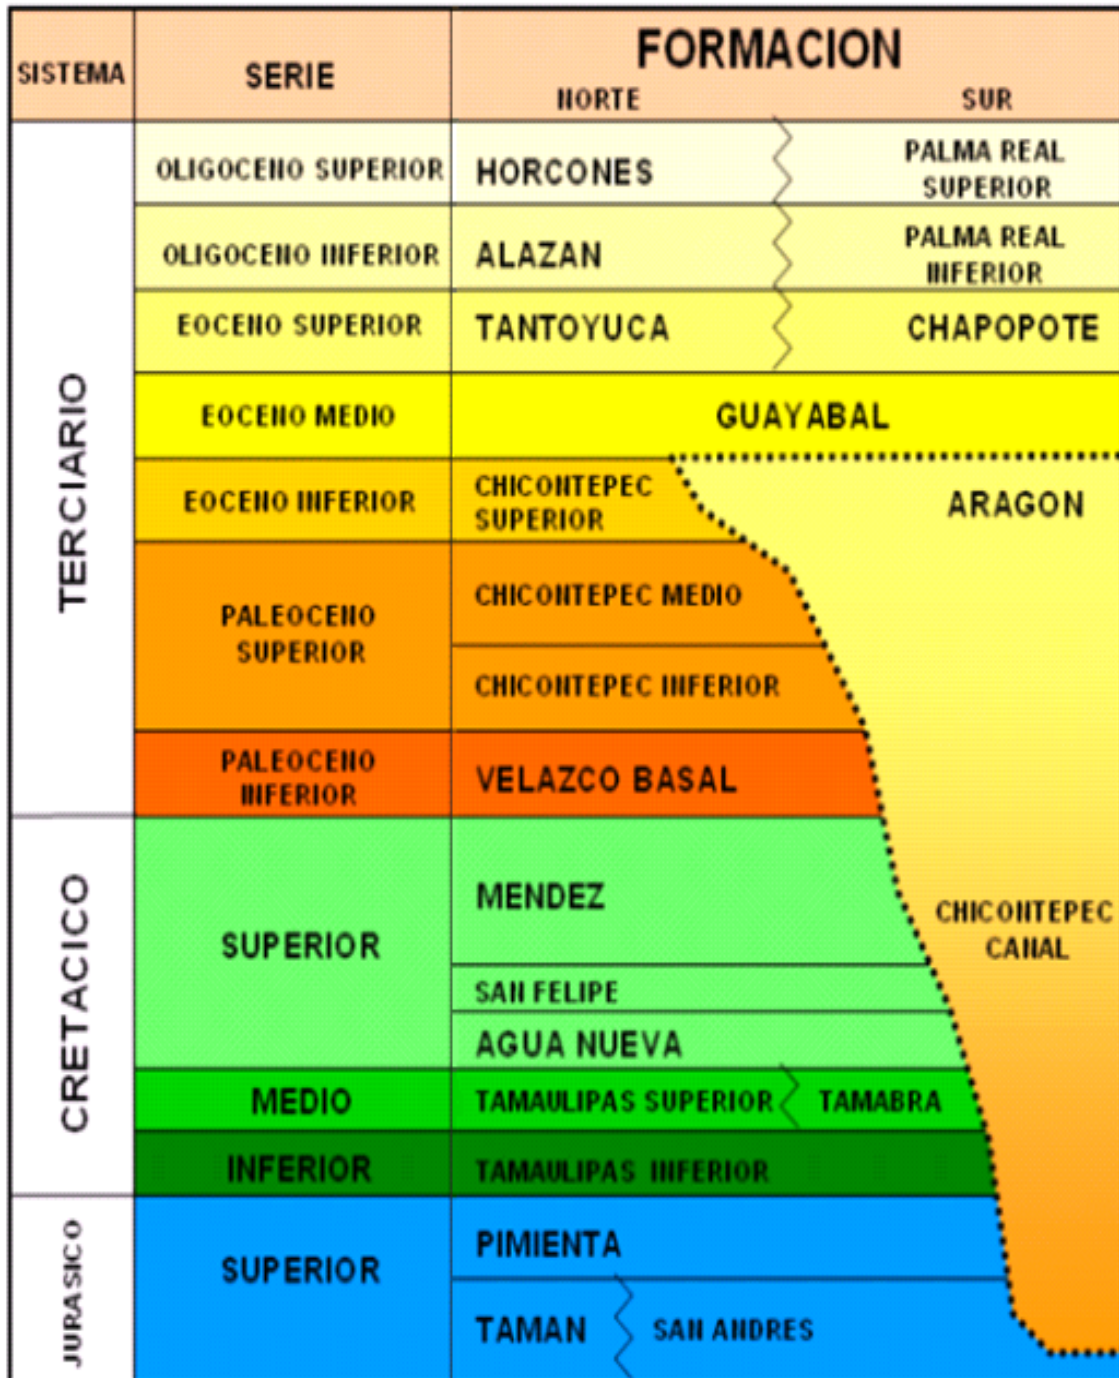 SISTEMA
SERIE
FORMACION
NORTE
SUR
TERCIARIO
OLIGOCENO SUPERIOR
HORCONES
PALMA REAL
SUPERIOR
OLIGOCENO INFERIOR
ALAZAN
PALMA REAL
INFERIOR
EOCENO SUPERIOR
TANTOYUCA
CHAPOPOTE
EOCENO MEDIO
GUAYABAL
EOCENO INFERIOR
CHICONTEPEC
SUPERIOR
ARAGON
PALEOCENO
SUPERIOR
CHICONTEPEC MEDIO
CHICONTEPEC INFERIOR
PALEOCENO
INFERIOR
VELAZCO BASAL
CRETACICO
SUPERIOR
MENDEZ
CHICONTEPEC
CANAL
SAN FELIPE
AGUA NUEVA
MEDIO
TAMAULIPAS SUPERIOR
TAMABRA
INFERIOR
TAMAULIPAS INFERIOR
JURASICO
SUPERIOR
PIMIENTA
TAMAN
SAN ANDRES